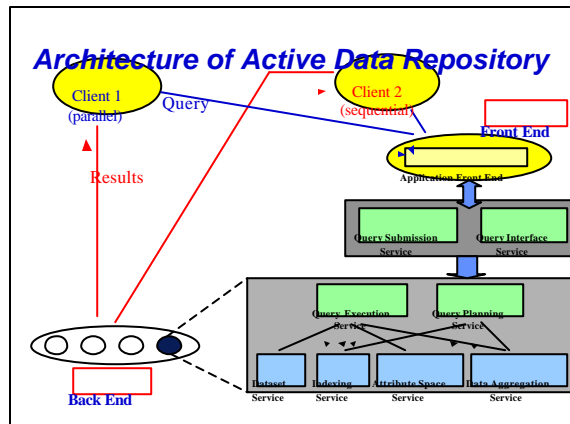 Architecture of Active Data Repository
Client 1
(parallel)
Query
Client 2
(sequential)
Front End
Application Front End
Results
Query Submission
Service
Query Interface
Service
Query Execution
Service
Query Planning
Service
Dataset
Service
Indexing
Service
Attribute Space
Service
Data Aggregation
Service
Back End